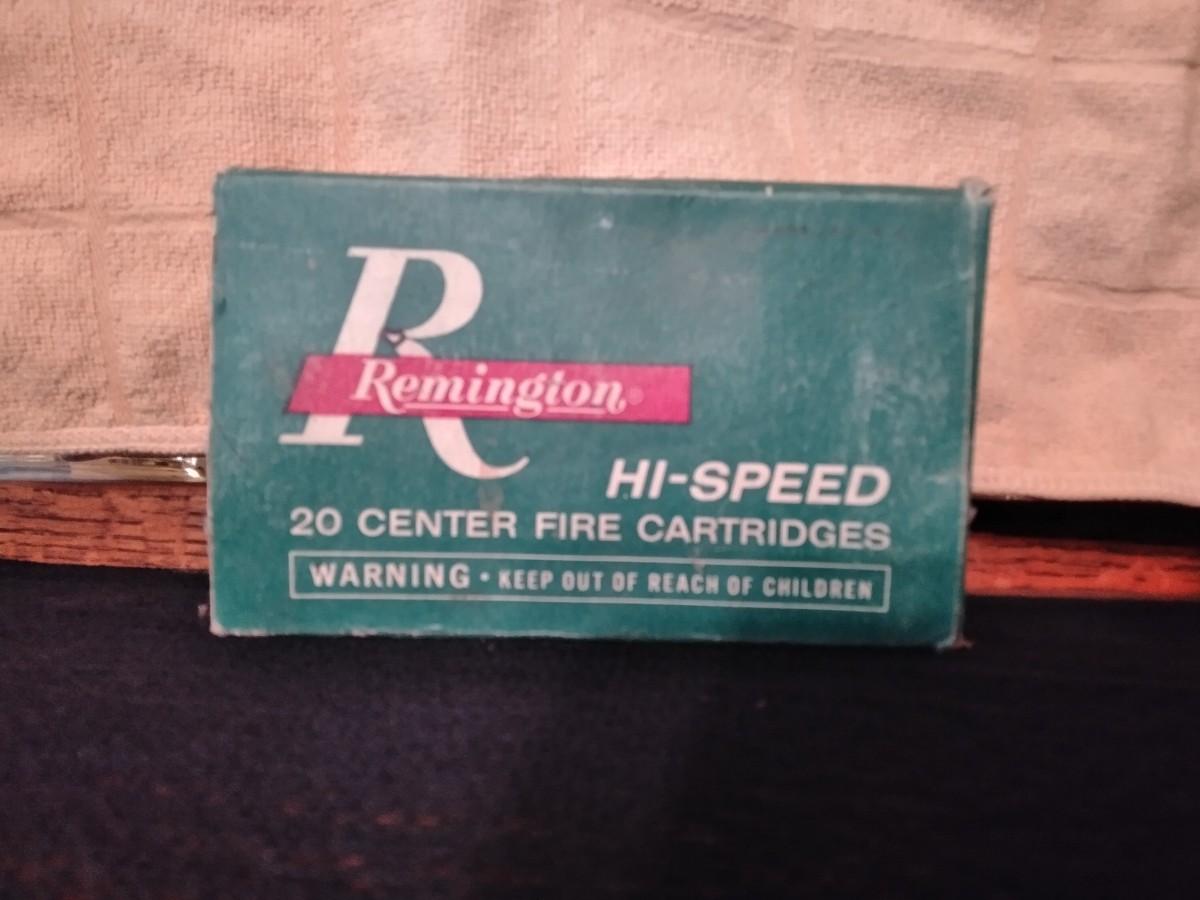 R
Remington®
HI-SPEED
20 CENTER FIRE CARTRIDGES
WARNING • KEEP OUT OF REACH OF CHILDREN